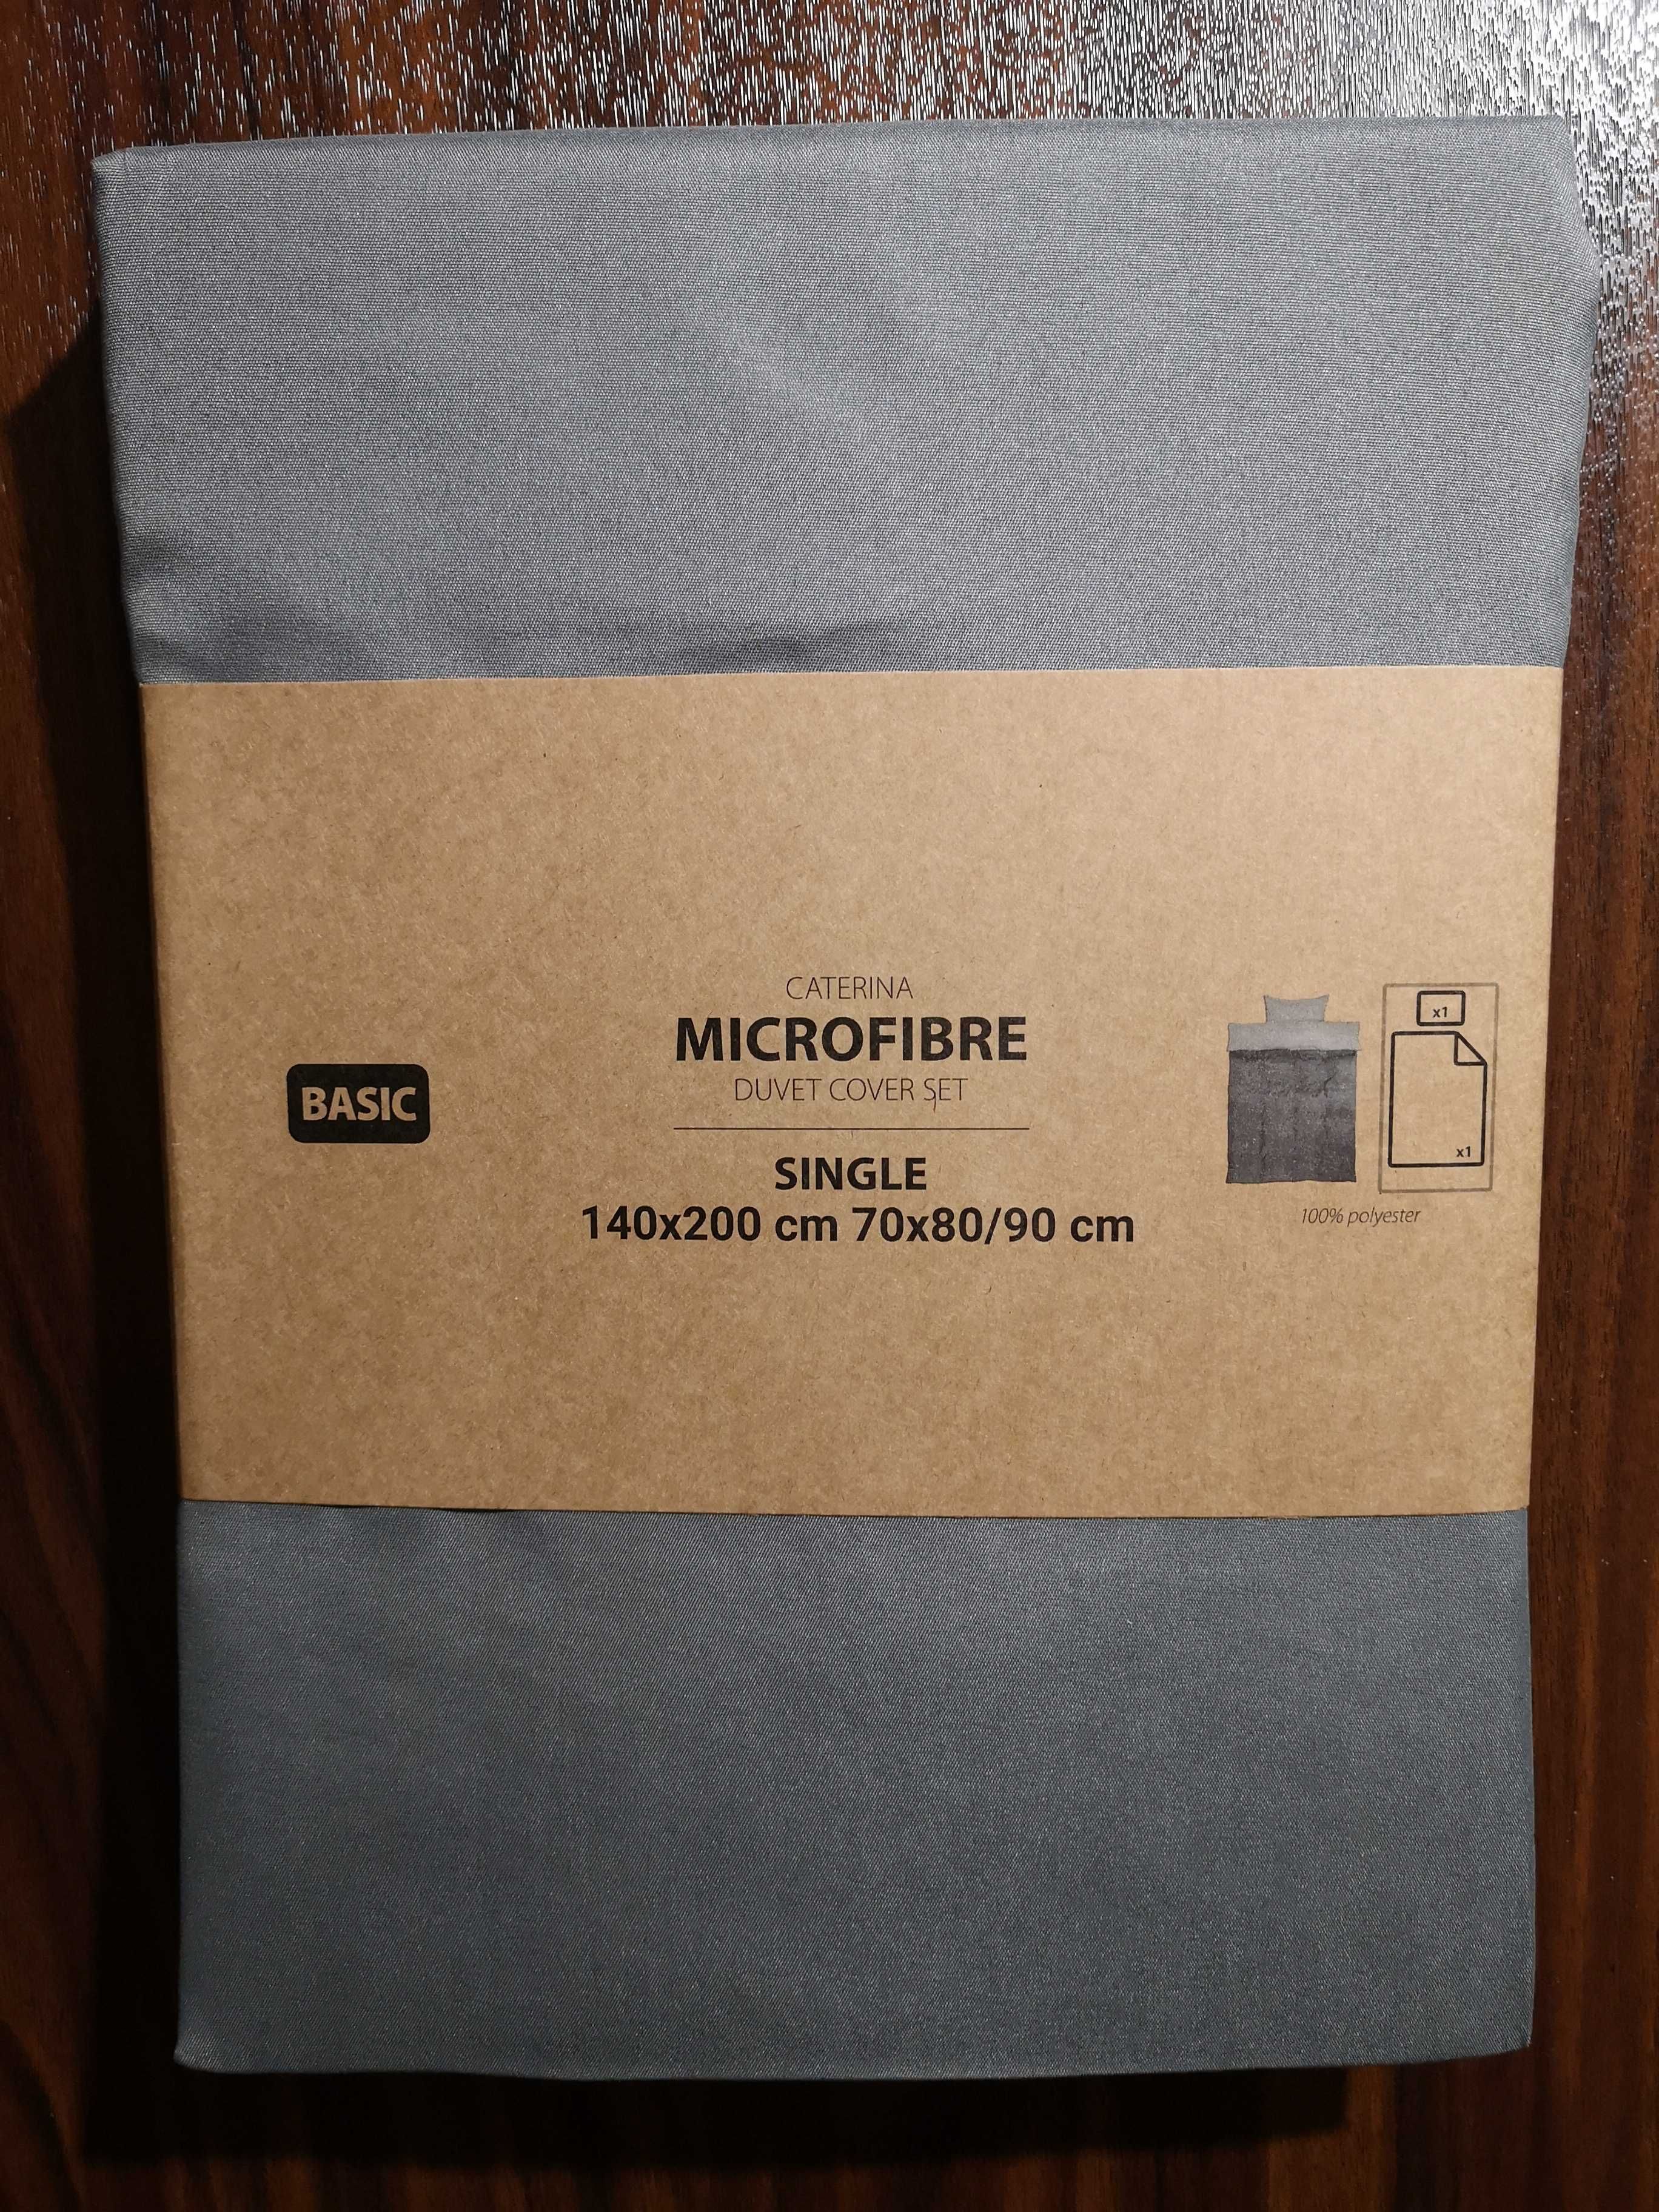 CATERINA
MICROFIBRE
DUVET COVER SET
BASIC
SINGLE
140x200 cm 70x80/90 cm
x1
x1
100% polyester